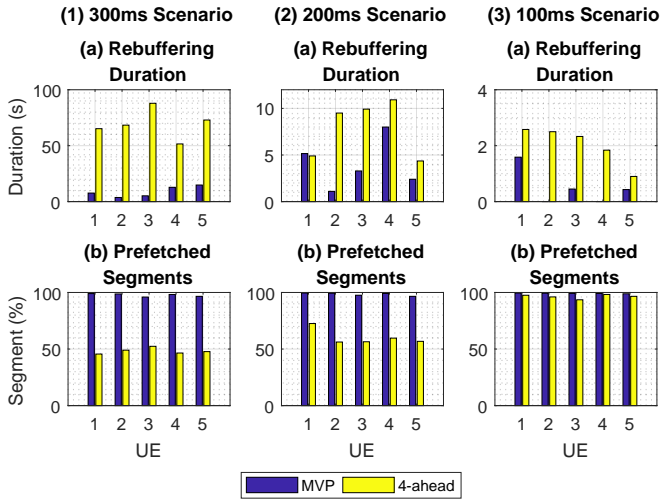 (1) 300ms Scenario (2) 200ms Scenario (3) 100ms Scenario
(a) Rebuffering Duration
(a) Rebuffering Duration
(a) Rebuffering Duration
Duration (s)
100
50
0
1 2 3 4 5
10
5
0
1 2 3 4 5
4
2
0
1 2 3 4 5
(b) Prefetched Segments
(b) Prefetched Segments
(b) Prefetched Segments
Segment (%)
100
50
0
1 2 3 4 5
UE
100
50
0
1 2 3 4 5
UE
100
50
0
1 2 3 4 5
UE
MVP 4-ahead